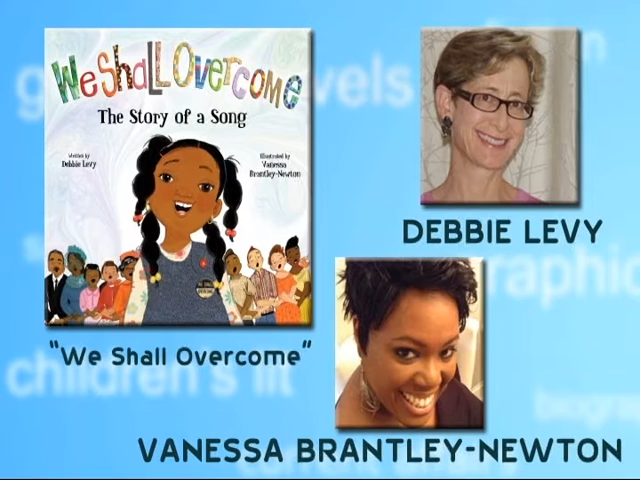 We Shall Overcome
The Story of a Song
Written by
Debbie Levy
Illustrated by
Vanessa
Brantley-Newton
"We Shall Overcome"
DEBBIE LEVY
VANESSA BRANTLEY-NEWTON
children's lit